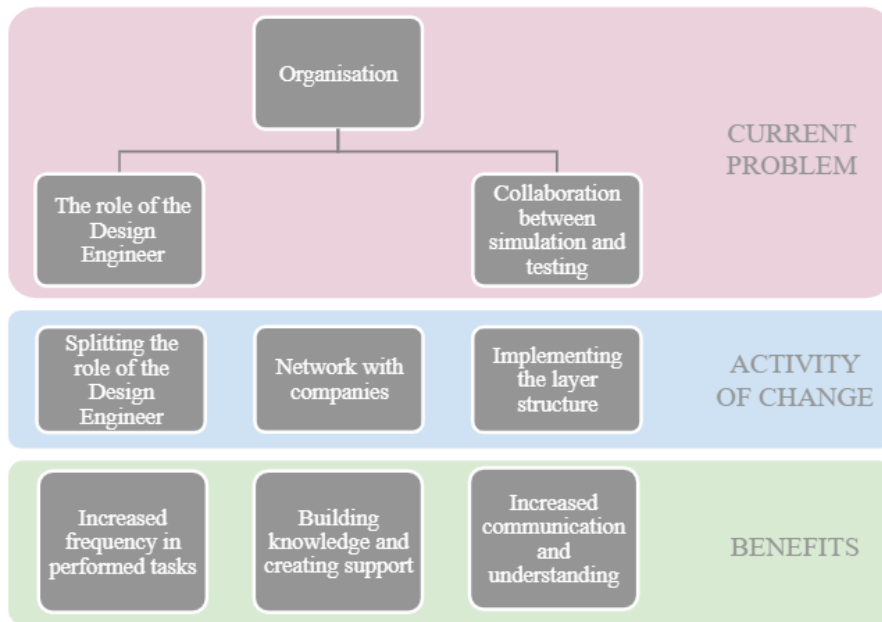 Organisation
CURRENT
PROBLEM
The role of the
Design
Engineer
Collaboration
between
simulation and
testing
Splitting the
role of the
Design
Engineer
Network with
companies
Implementing
the layer
structure
ACTIVITY
OF CHANGE
Increased
frequency in
performed tasks
Building
knowledge and
creating support
Increased
communication
and
understanding
BENEFITS